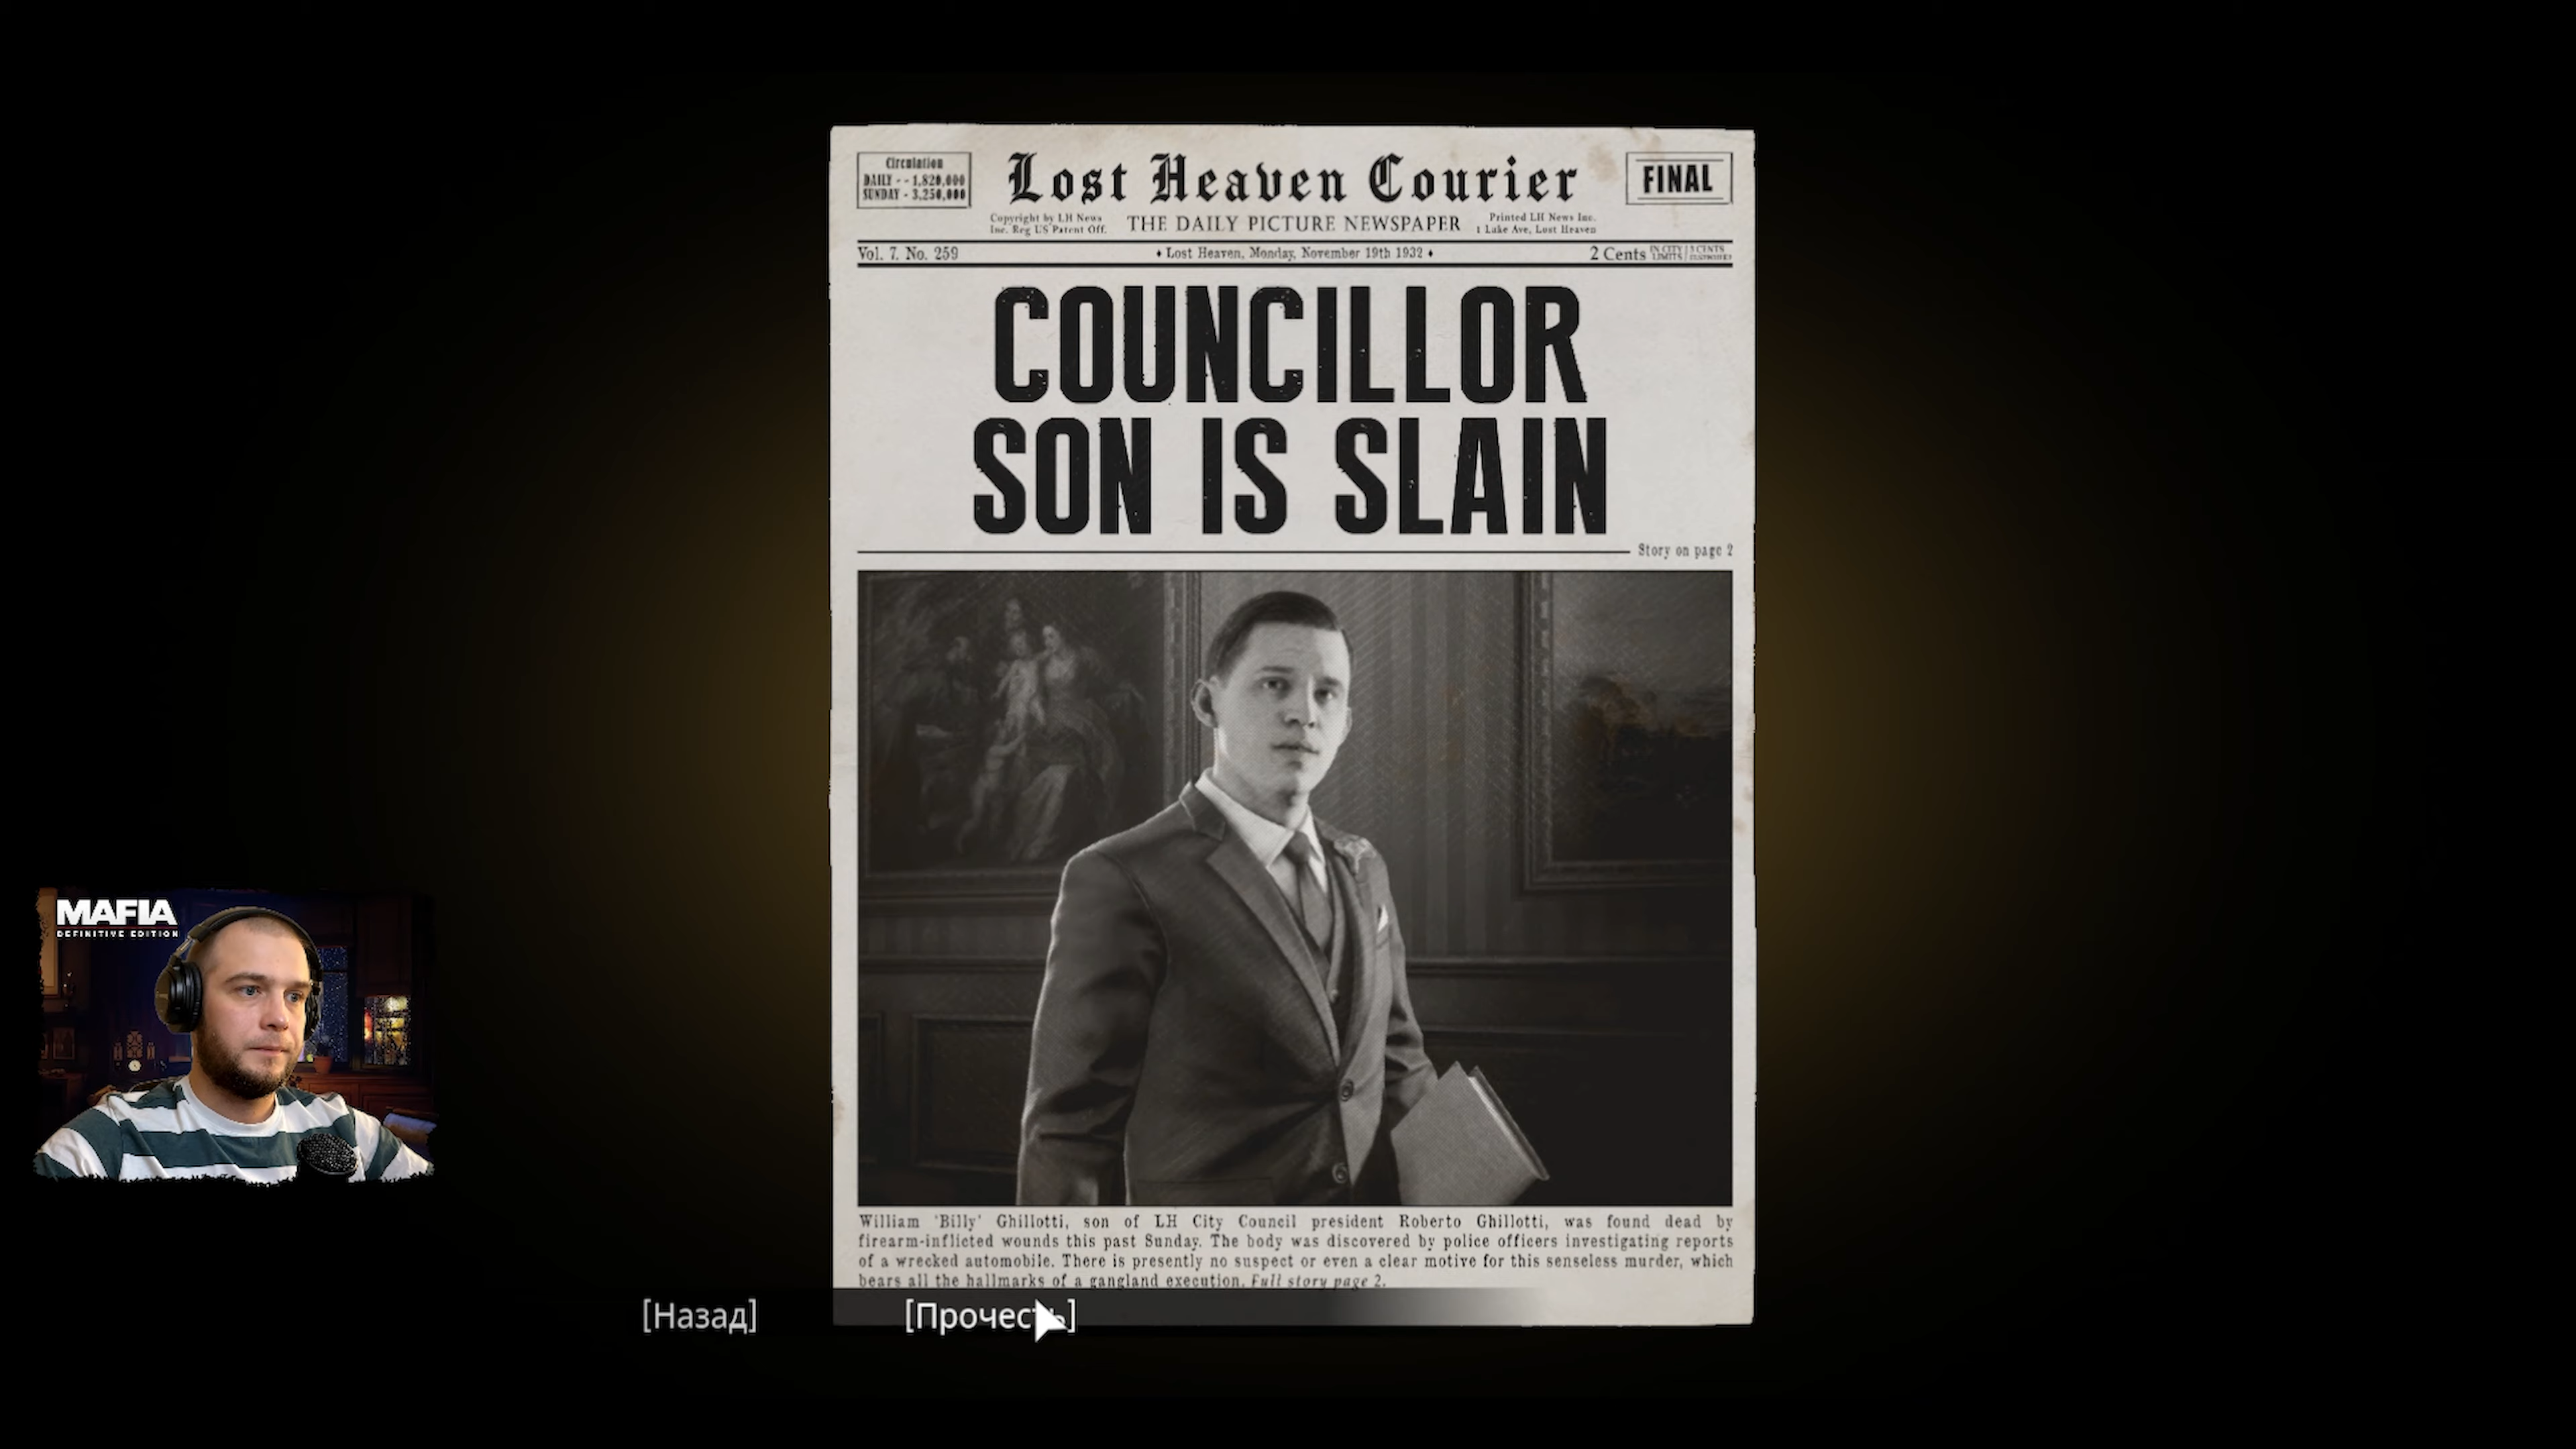 Circulation
DAILY - - 1,820,000
SUNDAY - 3,250,000
Lost Heaven Courier
FINAL
Copyright by LH News
Inc. Reg US Patent Off.
THE DAILY PICTURE NEWSPAPER
Printed LH News Inc.
1 Lake Ave, Lost Heaven
Vol. 7. No. 259
♦ Lost Heaven, Monday, November 19th 1932 ♦
2 Cents IN CITY LIMITS | 3 CENTS
COUNCILLOR
SON IS SLAIN
Story on page 2
MAFIA
DEFINITIVE EDITION
William 'Billy' Ghillotti, son of LH City Council president Roberto Ghillotti, was found dead by
firearm-inflicted wounds this past Sunday. The body was discovered by police officers investigating reports
of a wrecked automobile. There is presently no suspect or even a clear motive for this senseless murder, which
bears all the hallmarks of a gangland execution. Full story page 2.
[Назад]
[Прочесть]